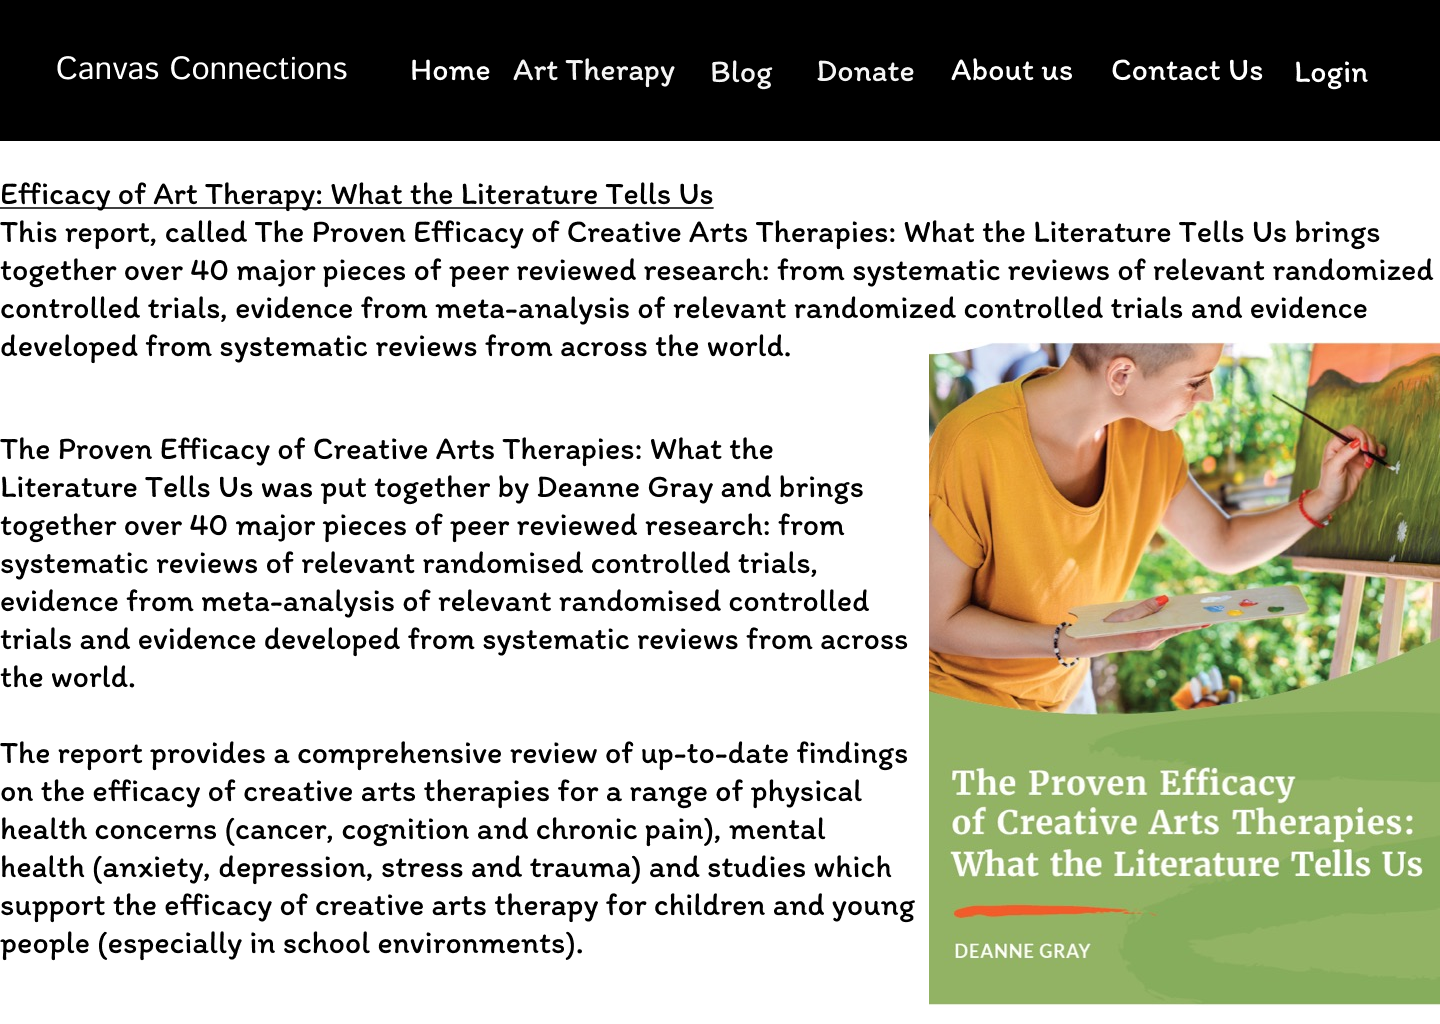 Canvas Connections
Home Art Therapy Blog Donate About us Contact Us Login
Efficacy of Art Therapy: What the Literature Tells Us
This report, called The Proven Efficacy of Creative Arts Therapies: What the Literature Tells Us brings
together over 40 major pieces of peer reviewed research: from systematic reviews of relevant randomized
controlled trials, evidence from meta-analysis of relevant randomized controlled trials and evidence
developed from systematic reviews from across the world.
The Proven Efficacy of Creative Arts Therapies: What the
Literature Tells Us was put together by Deanne Gray and brings
together over 40 major pieces of peer reviewed research: from
systematic reviews of relevant randomised controlled trials,
evidence from meta-analysis of relevant randomised controlled
trials and evidence developed from systematic reviews from across
the world.
The report provides a comprehensive review of up-to-date findings
on the efficacy of creative arts therapies for a range of physical
health concerns (cancer, cognition and chronic pain), mental
health (anxiety, depression, stress and trauma) and studies which
support the efficacy of creative arts therapy for children and young
people (especially in school environments).
The Proven Efficacy
of Creative Arts Therapies:
What the Literature Tells Us
DEANNE GRAY